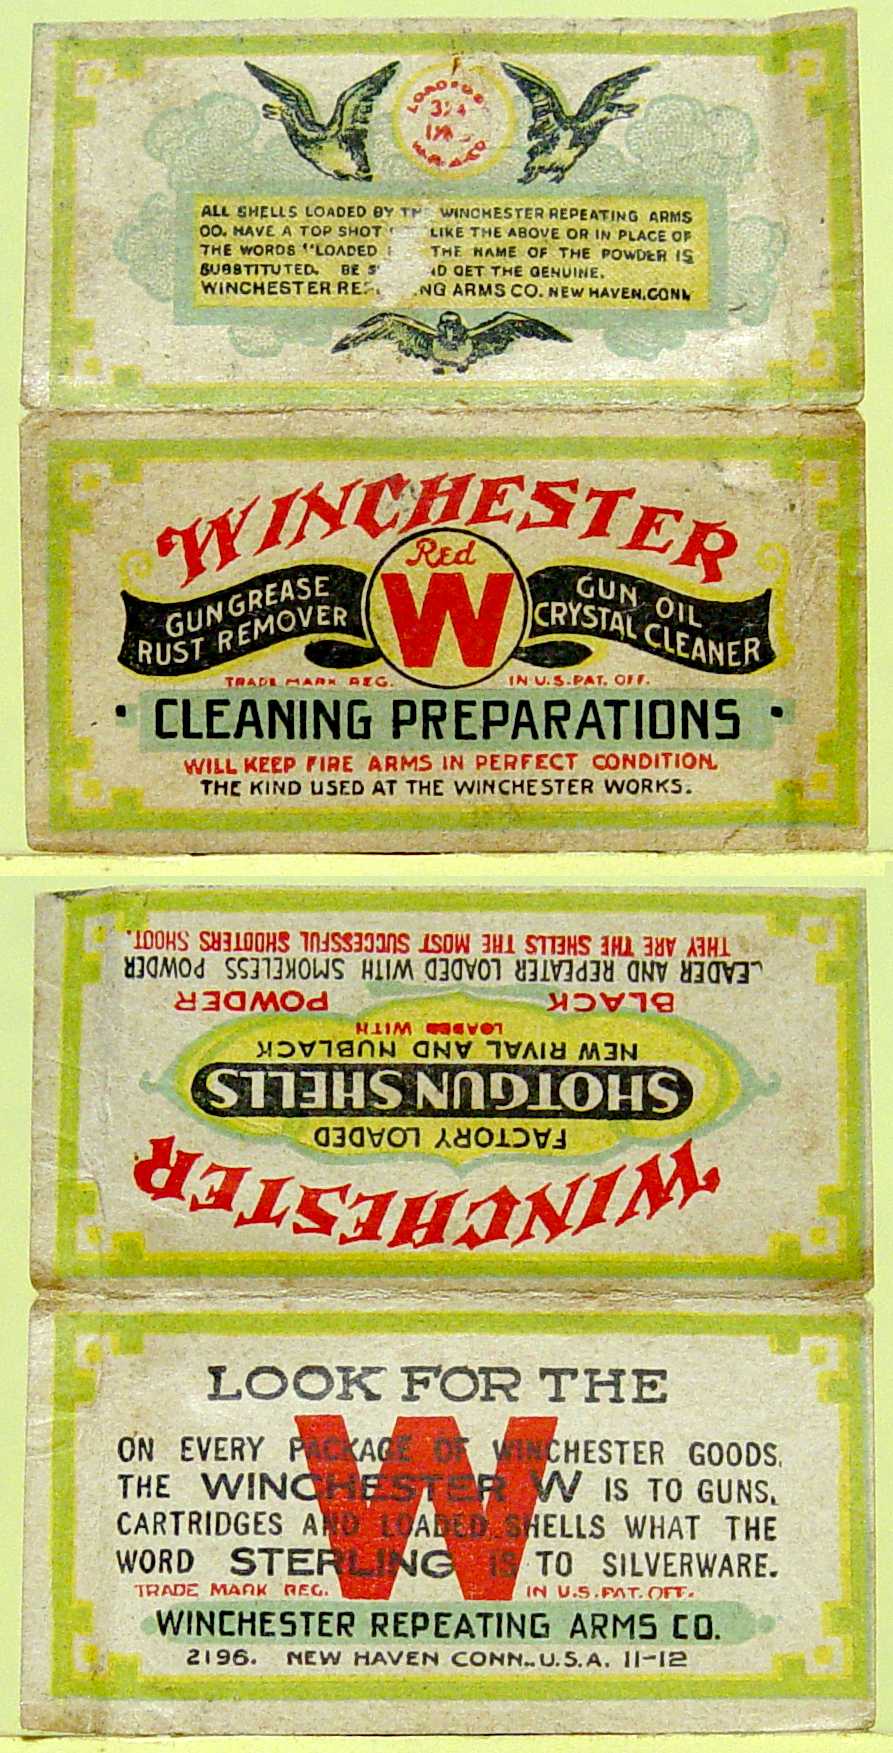 LOADED BY
W.R.A.CO.
ALL SHELLS LOADED BY THE WINCHESTER REPEATING ARMS
CO. HAVE A TOP SHOT LIKE THE ABOVE OR IN PLACE OF
THE WORDS "LOADED THE NAME OF THE POWDER IS
SUBSTITUTED. BE GET THE GENUINE.
WINCHESTER REPEATING ARMS CO. NEW HAVEN, CONN.
WINCHESTER
Red
W
GUN GREASE
RUST REMOVER
GUN OIL
CRYSTAL CLEANER
TRADE MARK REG. IN U.S. PAT. OFF.
· CLEANING PREPARATIONS ·
WILL KEEP FIRE ARMS IN PERFECT CONDITION.
THE KIND USED AT THE WINCHESTER WORKS.
WINCHESTER
FACTORY LOADED
SHOTGUN SHELLS
NEW RIVAL AND NUBLACK
LOADED WITH
BLACK POWDER
LEADER AND REPEATER LOADED WITH SMOKELESS POWDER
THEY ARE THE SHELLS THE MOST SUCCESSFUL SHOOTERS SHOOT.
LOOK FOR THE
W
ON EVERY PACKAGE OF WINCHESTER GOODS.
THE WINCHESTER W IS TO GUNS,
CARTRIDGES AND LOADED SHELLS WHAT THE
WORD STERLING IS TO SILVERWARE.
TRADE MARK REG. IN U.S. PAT. OFF.
WINCHESTER REPEATING ARMS CO.
2196. NEW HAVEN CONN., U.S.A. 11-12